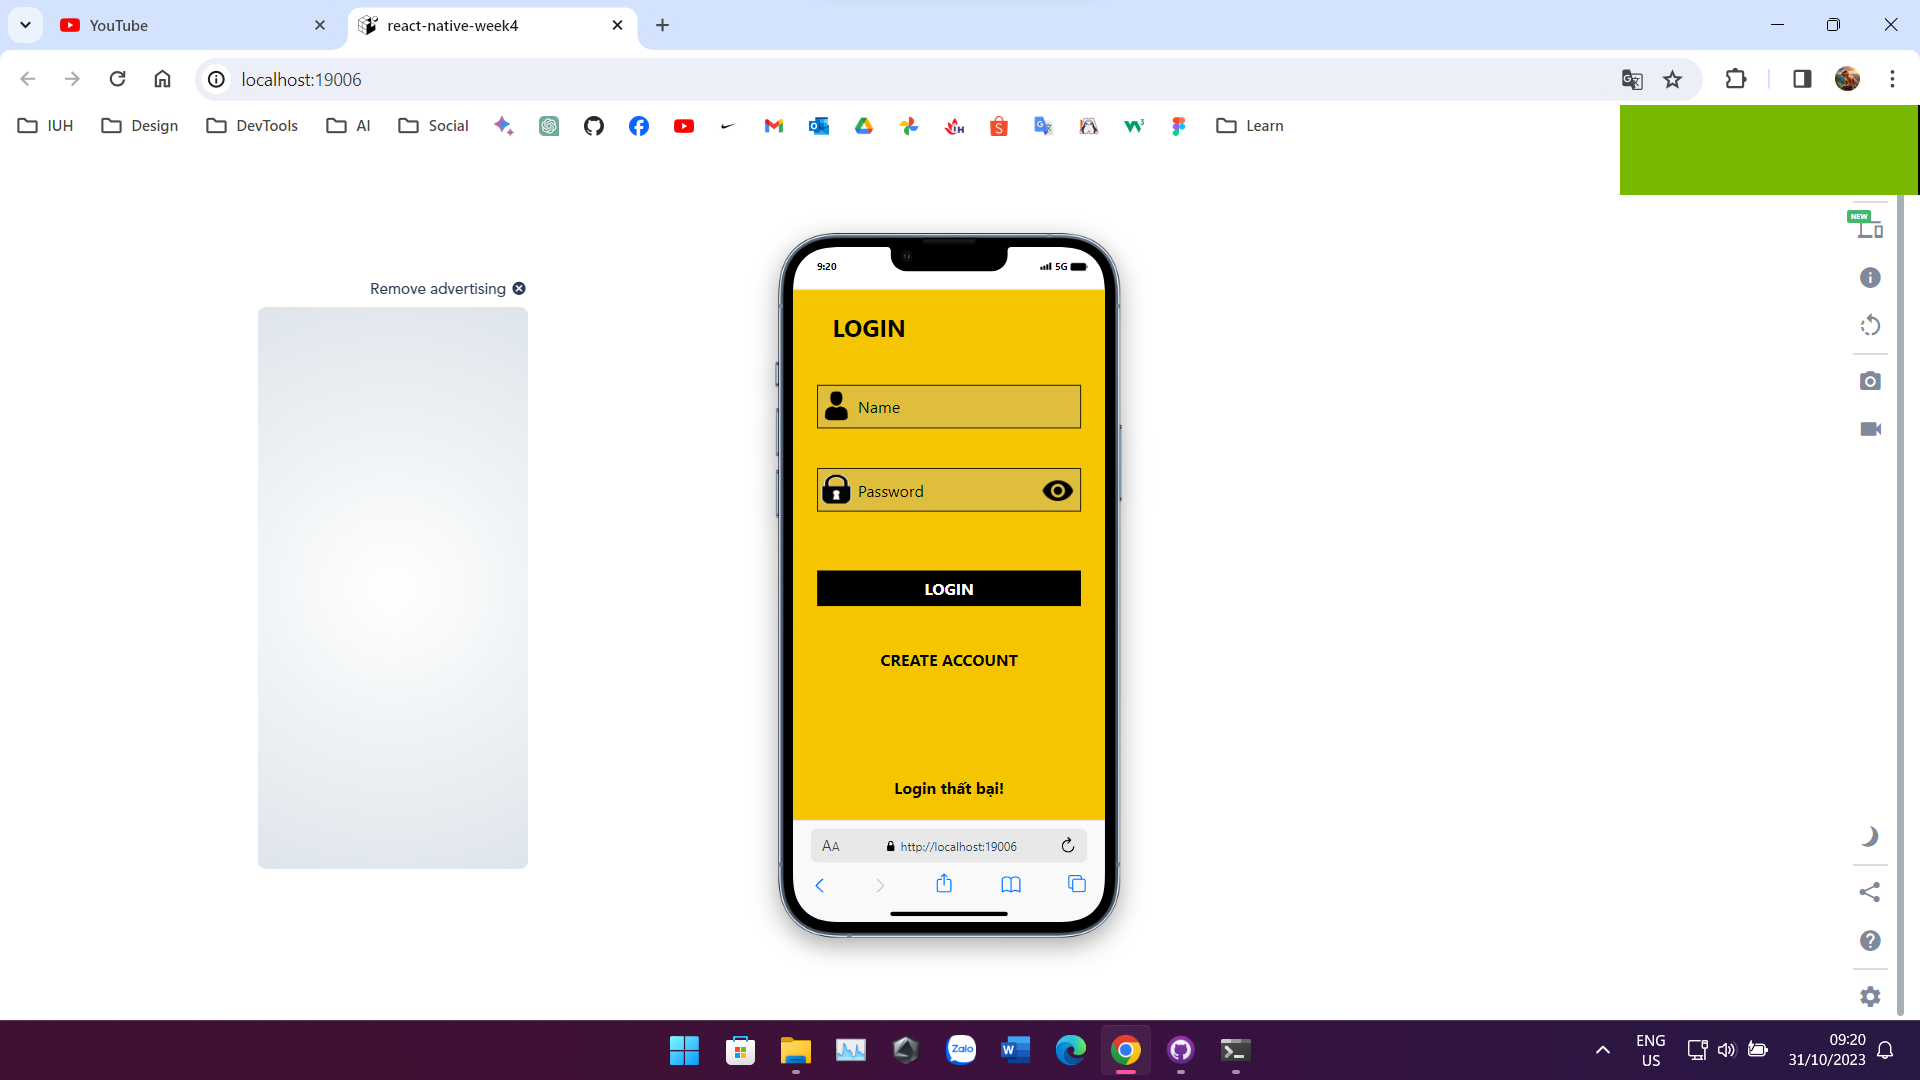 YouTube
react-native-week4
localhost:19006
IUH
Design
DevTools
AI
Social
Learn
NEW
Remove advertising
9:20
5G
LOGIN
Name
Password
LOGIN
CREATE ACCOUNT
Login thất bại!
AA
http://localhost:19006
Zalo
ENG
US
09:20
31/10/2023